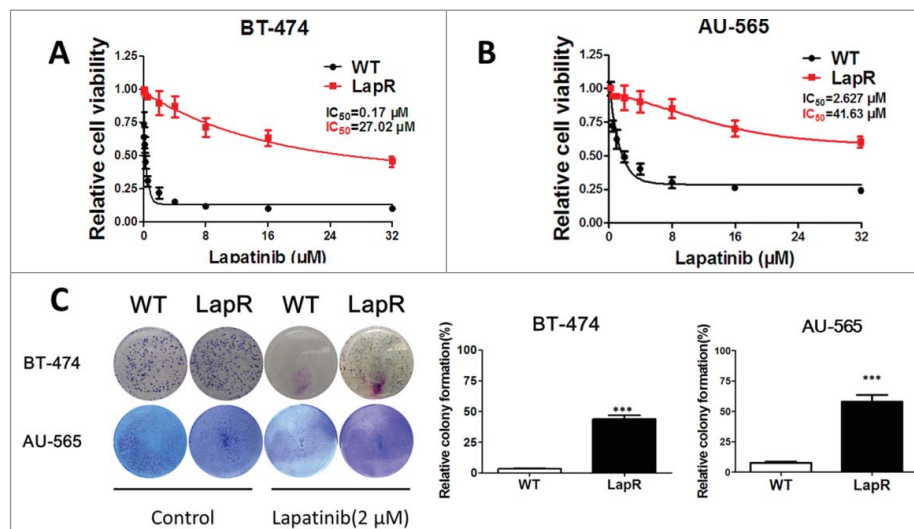 A
BT-474
Relative cell viability
1.25
1.00
0.75
0.50
0.25
0.00
WT
LapR
IC50=0.17 µM
IC50=27.02 µM
0
8
16
24
32
Lapatinib (µM)
B
AU-565
Relative cell viability
1.25
1.00
0.75
0.50
0.25
0.00
WT
LapR
IC50=2.627 µM
IC50=41.63 µM
0
8
16
24
32
Lapatinib (µM)
C
WT LapR WT LapR
BT-474
AU-565
Control Lapatinib(2 µM)
BT-474
Relative colony formation(%)
100
75
50
25
0
***
WT LapR
AU-565
Relative colony formation(%)
100
75
50
25
0
***
WT LapR